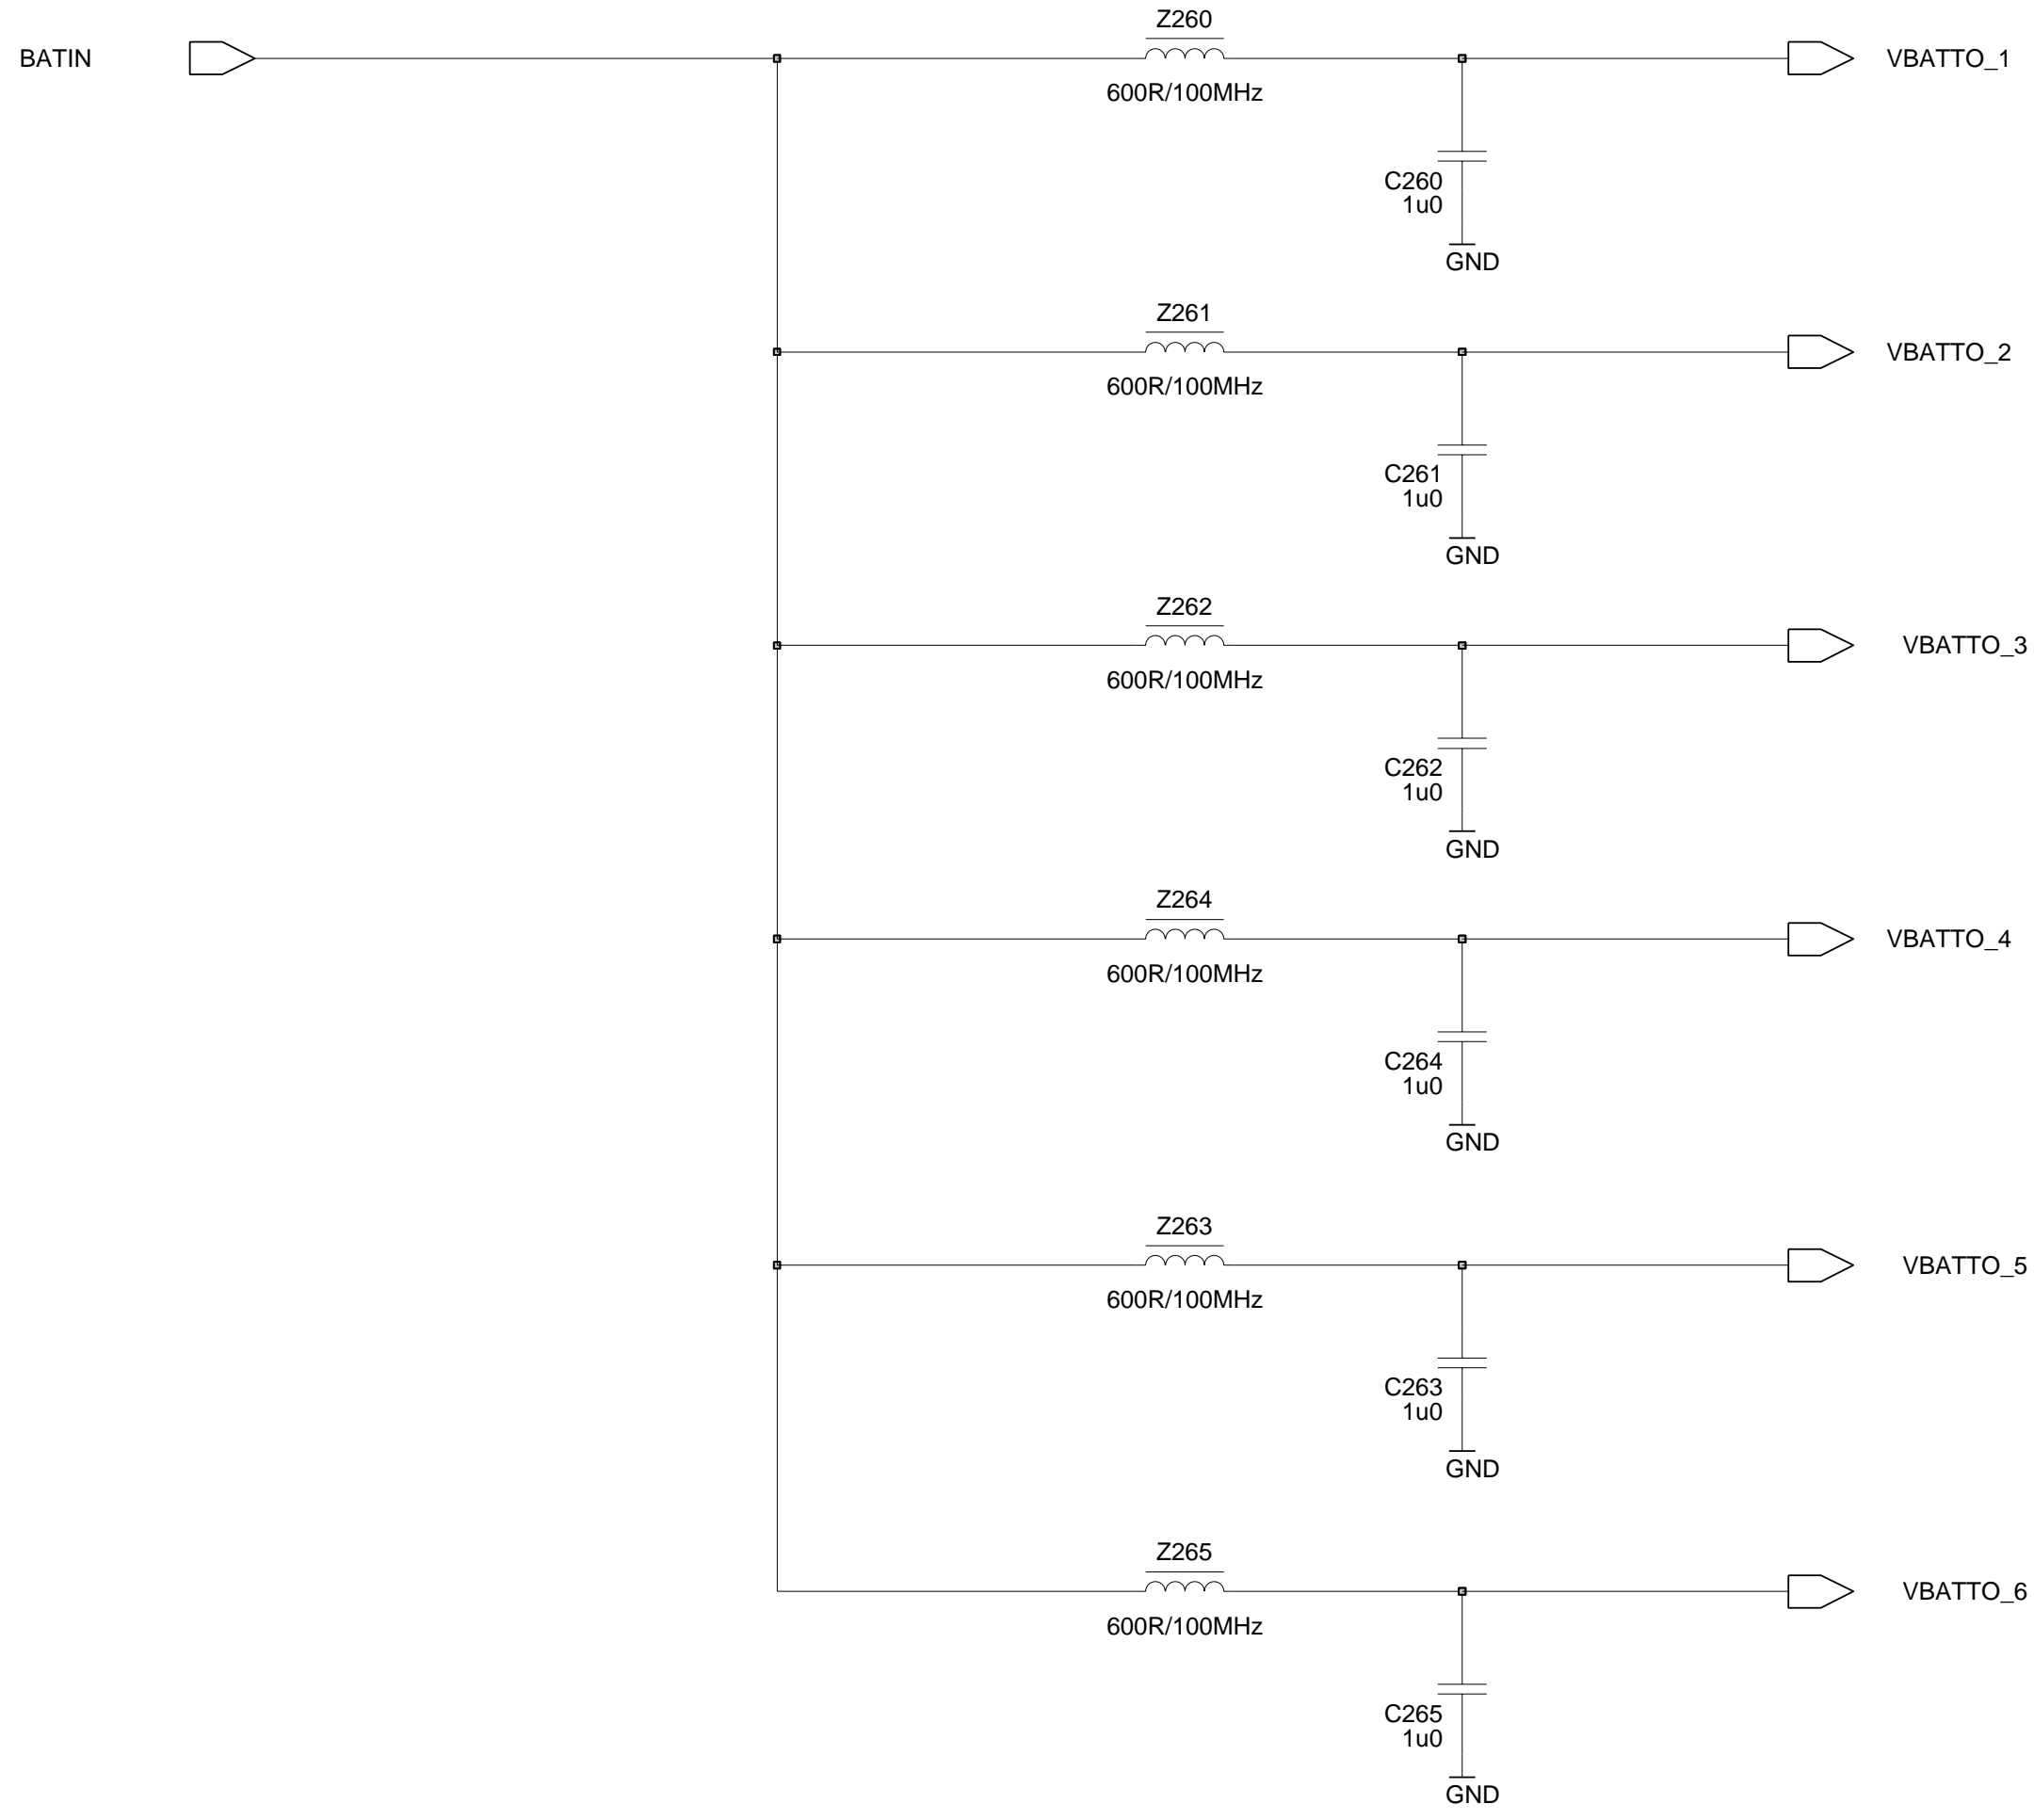 Z260
BATIN
VBATTO_1
600R/100MHz
C260
1u0
GND
Z261
VBATTO_2
600R/100MHz
C261
1u0
GND
Z262
VBATTO_3
600R/100MHz
C262
1u0
GND
Z264
VBATTO_4
600R/100MHz
C264
1u0
GND
Z263
VBATTO_5
600R/100MHz
C263
1u0
GND
Z265
VBATTO_6
600R/100MHz
C265
1u0
GND